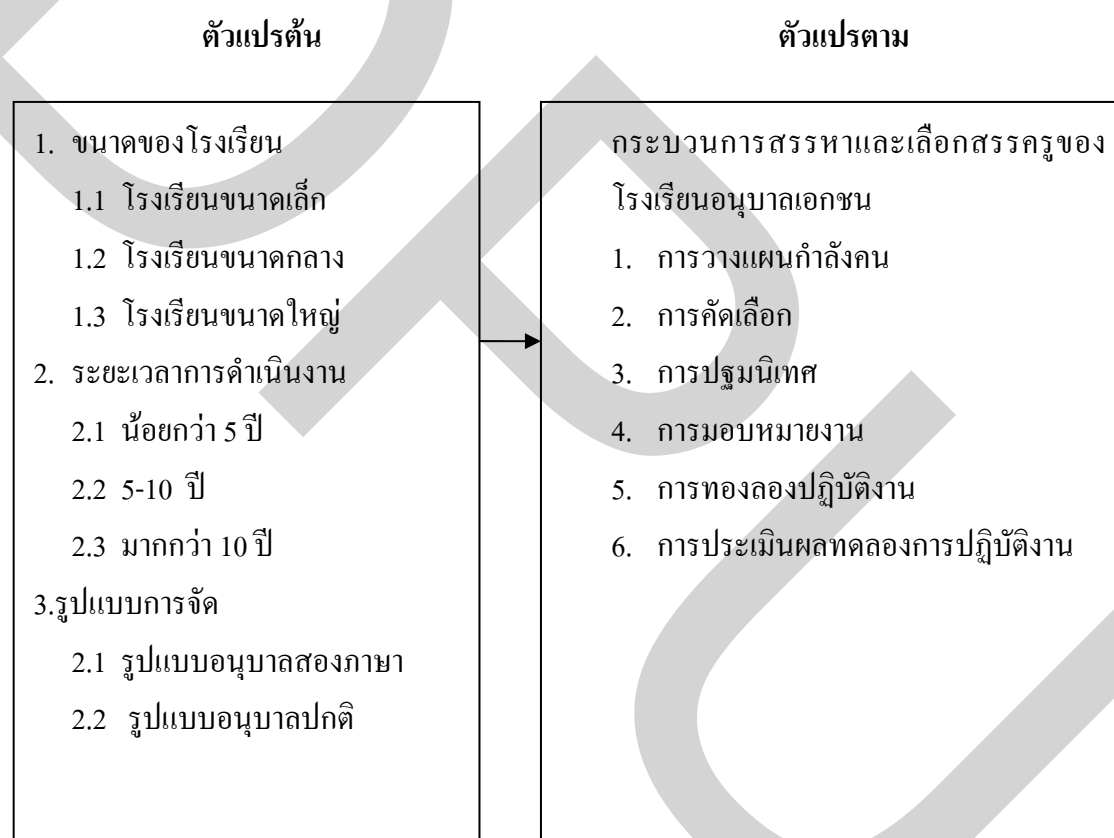 ตัวแปรต้น
1. ขนาดของโรงเรียน
1.1 โรงเรียนขนาดเล็ก
1.2 โรงเรียนขนาดกลาง
1.3 โรงเรียนขนาดใหญ่
2. ระยะเวลาการดำเนินงาน
2.1 น้อยกว่า 5 ปี
2.2 5-10 ปี
2.3 มากกว่า 10 ปี
3.รูปแบบการจัด
2.1 รูปแบบอนุบาลสองภาษา
2.2 รูปแบบอนุบาลปกติ
ตัวแปรตาม
กระบวนการสรรหาและเลือกสรรครูของ
โรงเรียนอนุบาลเอกชน
1. การวางแผนกำลังคน
2. การคัดเลือก
3. การปฐมนิเทศ
4. การมอบหมายงาน
5. การทองลองปฏิบัติงาน
6. การประเมินผลทดลองการปฏิบัติงาน